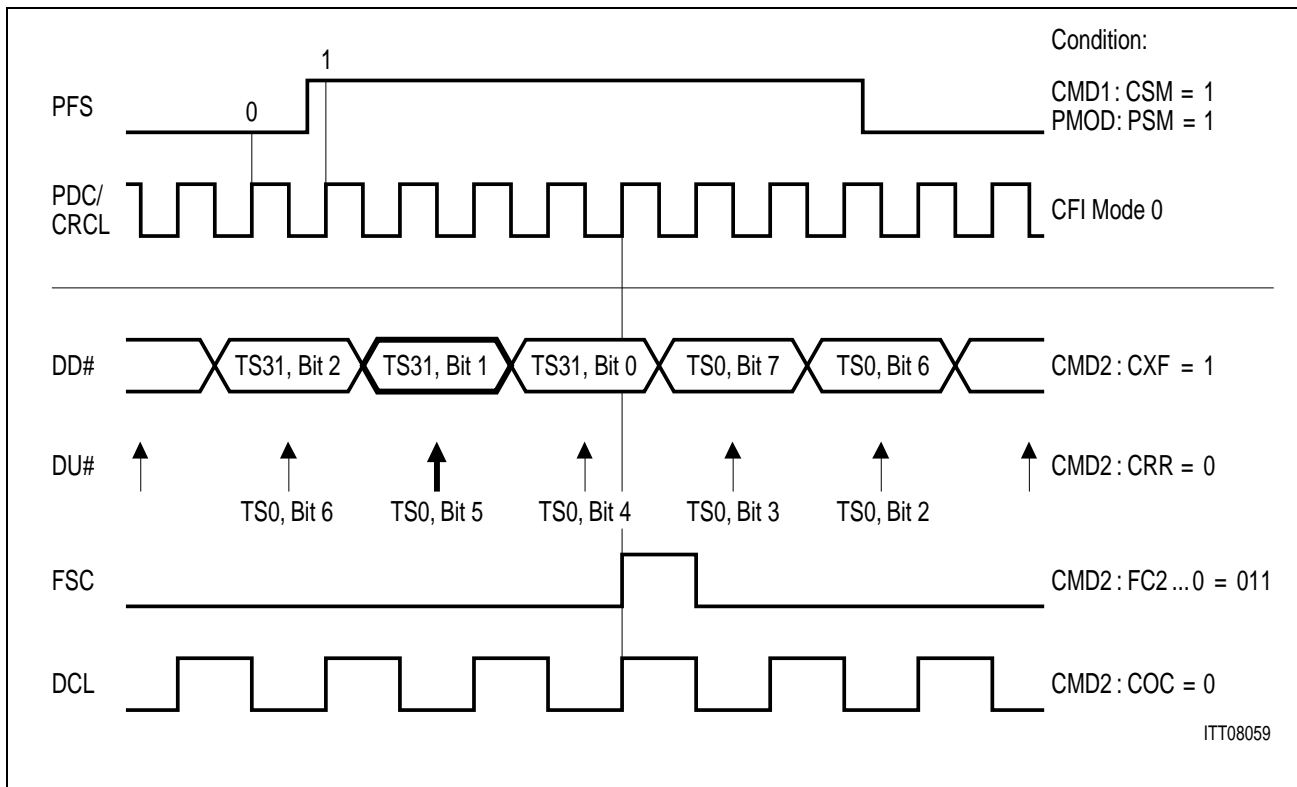 Condition:
1
PFS
0
CMD1 : CSM = 1
PMOD: PSM = 1
PDC/
CRCL
CFI Mode 0
DD#
TS31, Bit 2
TS31, Bit 1
TS31, Bit 0
TS0, Bit 7
TS0, Bit 6
CMD2 : CXF = 1
DU#
CMD2 : CRR = 0
TS0, Bit 6
TS0, Bit 5
TS0, Bit 4
TS0, Bit 3
TS0, Bit 2
FSC
CMD2 : FC2 ... 0 = 011
DCL
CMD2 : COC = 0
ITT08059